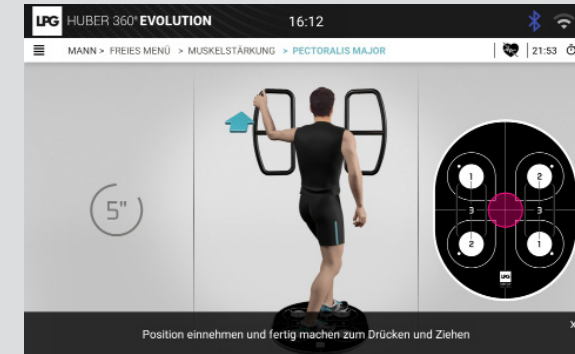 LPG HUBER 360° EVOLUTION 16:12
MANN > FREIES MENÜ > MUSKELSTÄRKUNG > PECTORALIS MAJOR 21:53
5"
1 2
3 3
2 1
LPG
Position einnehmen und fertig machen zum Drücken und Ziehen
x